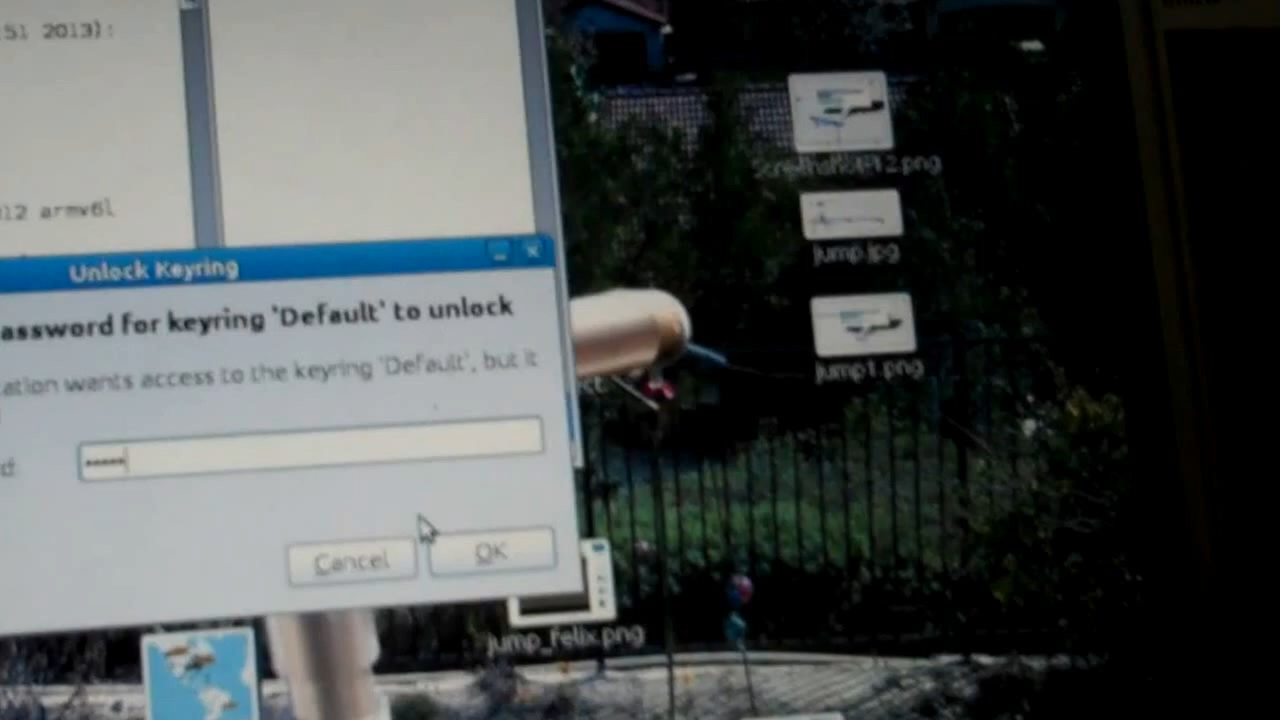 51 2013):
armv6l
Unlock Keyring
assword for keyring 'Default' to unlock
ation wants access to the keyring 'Default', but it
d:
Cancel
OK
jump.jpg
jump1.png
jump_felix.png